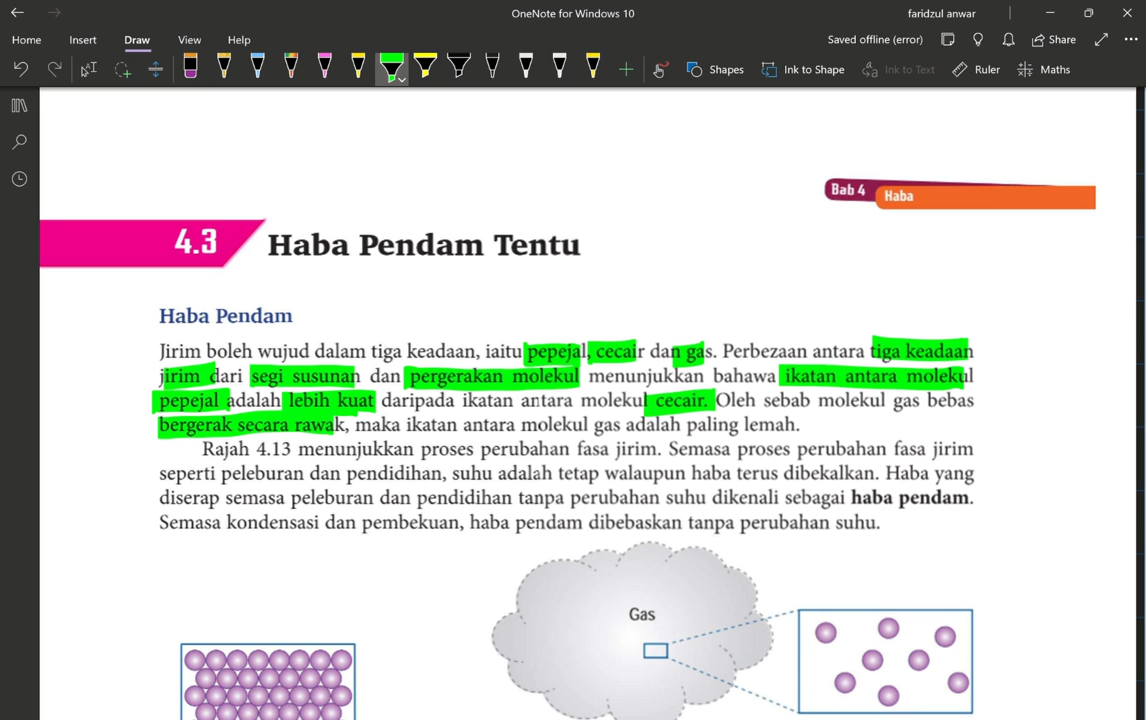 OneNote for Windows 10
faridzul anwar
Home Insert Draw View Help
Saved offline (error)
Share
Shapes
Ink to Shape
Ink to Text
Ruler
Maths
Bab 4
Haba
4.3 Haba Pendam Tentu
Haba Pendam
Jirim boleh wujud dalam tiga keadaan, iaitu pepejal, cecair dan gas. Perbezaan antara tiga keadaan
jirim dari segi susunan dan pergerakan molekul menunjukkan bahawa ikatan antara molekul
pepejal adalah lebih kuat daripada ikatan antara molekul cecair. Oleh sebab molekul gas bebas
bergerak secara rawak, maka ikatan antara molekul gas adalah paling lemah.
Rajah 4.13 menunjukkan proses perubahan fasa jirim. Semasa proses perubahan fasa jirim
seperti peleburan dan pendidihan, suhu adalah tetap walaupun haba terus dibekalkan. Haba yang
diserap semasa peleburan dan pendidihan tanpa perubahan suhu dikenali sebagai haba pendam.
Semasa kondensasi dan pembekuan, haba pendam dibebaskan tanpa perubahan suhu.
Gas